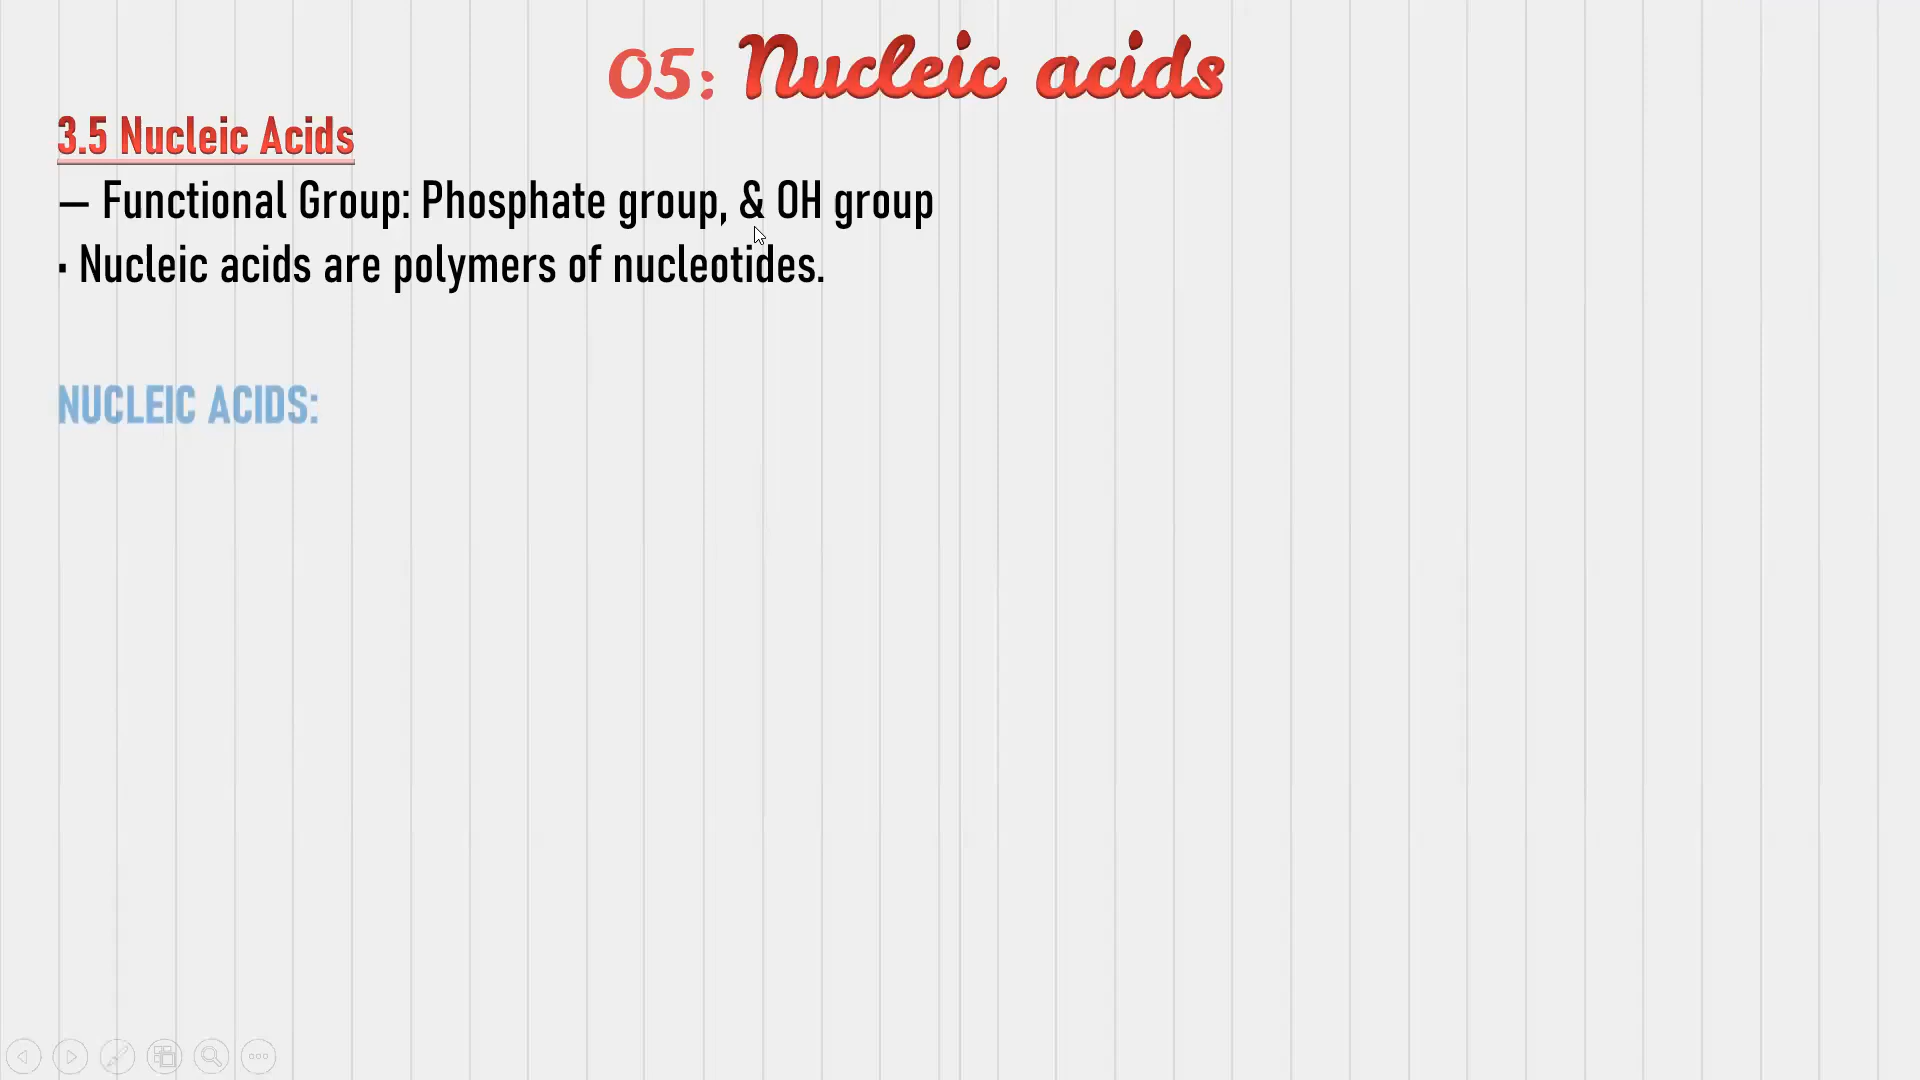 05: Nucleic acids
3.5 Nucleic Acids
– Functional Group: Phosphate group, & OH group
▪ Nucleic acids are polymers of nucleotides.
NUCLEIC ACIDS: